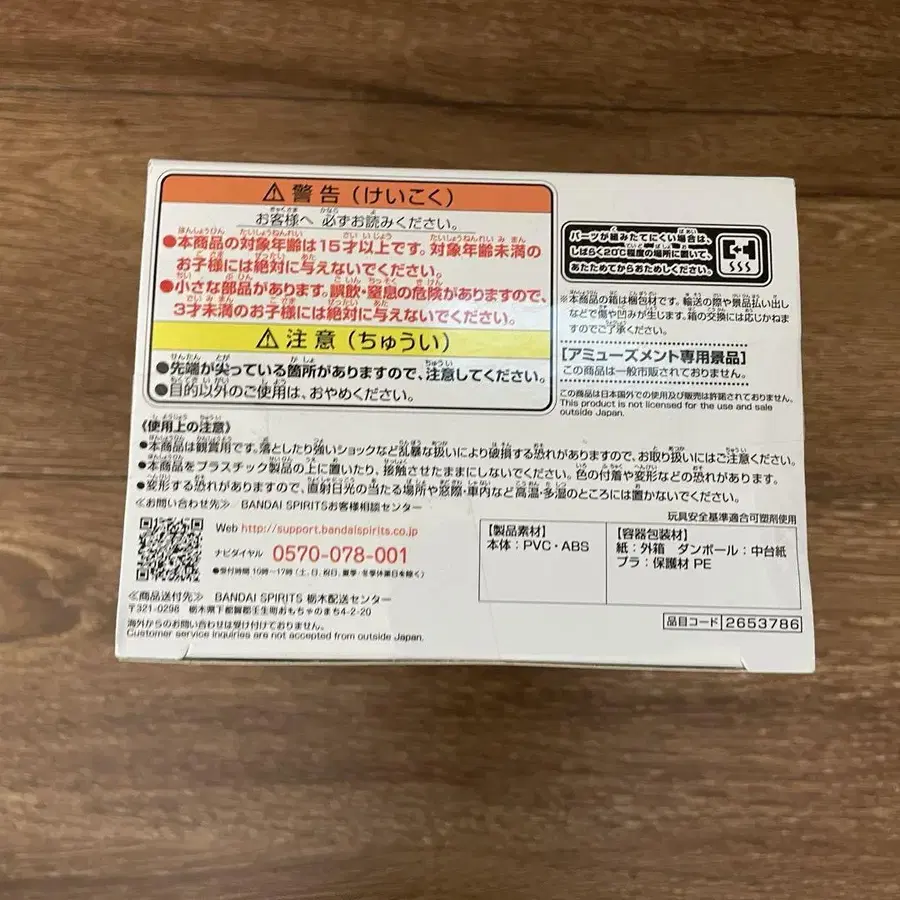 ⚠ 警告（けいこく）
お客様へ 必ずお読みください。
●本商品の対象年齢は15才以上です。対象年齢未満の
お子様には絶対に与えないでください。
●小さな部品があります。誤飲・窒息の危険がありますので、
3才未満のお子様には絶対に与えないでください。
⚠ 注意（ちゅうい）
●先端が尖っている箇所がありますので、注意してください。
●目的以外のご使用は、おやめください。
パーツが組みたてにくい場合は、
しばらく20℃程度の場所に置いて、
あたためてからおためしください。
※本商品の箱は梱包材です。輸送の際や景品払い出し
などで傷や凹みが生じます。箱の交換には応じかねま
すのでご了承ください。
［アミューズメント専用景品］
この商品は一般市販されておりません。
この商品は日本国外での使用及び販売は許諾されておりません。
This product is not licensed for the use and sale
outside Japan.
《使用上の注意》
●本商品は観賞用です。落としたり強いショックなど乱暴な扱いにより破損する恐れがありますので、お取り扱いにはご注意ください。
●本商品をプラスチック製品の上に置いたり、接触させたままにしないでください。色の付着や変形などの恐れがあります。
●変形する恐れがありますので、直射日光の当たる場所や窓際・車内など高温・多湿のところには置かないでください。
≪お問い合わせ先≫ BANDAI SPIRITSお客様相談センター
Web http://support.bandaispirits.co.jp
ナビダイヤル 0570-078-001
●受付時間 10時〜17時（土、日、祝日、夏季・冬季休業日を除く）
≪商品送付先≫ BANDAI SPIRITS 栃木配送センター
〒321-0298 栃木県下都賀郡壬生町おもちゃのまち4-2-20
海外からのお問い合わせは受け付けておりません。
Customer service inquiries are not accepted from outside Japan.
玩具安全基準適合可塑剤使用
【製品素材】
本体：PVC・ABS
【容器包装材】
紙：外箱 ダンボール：中台紙
プラ：保護材 PE
品目コード 2653786